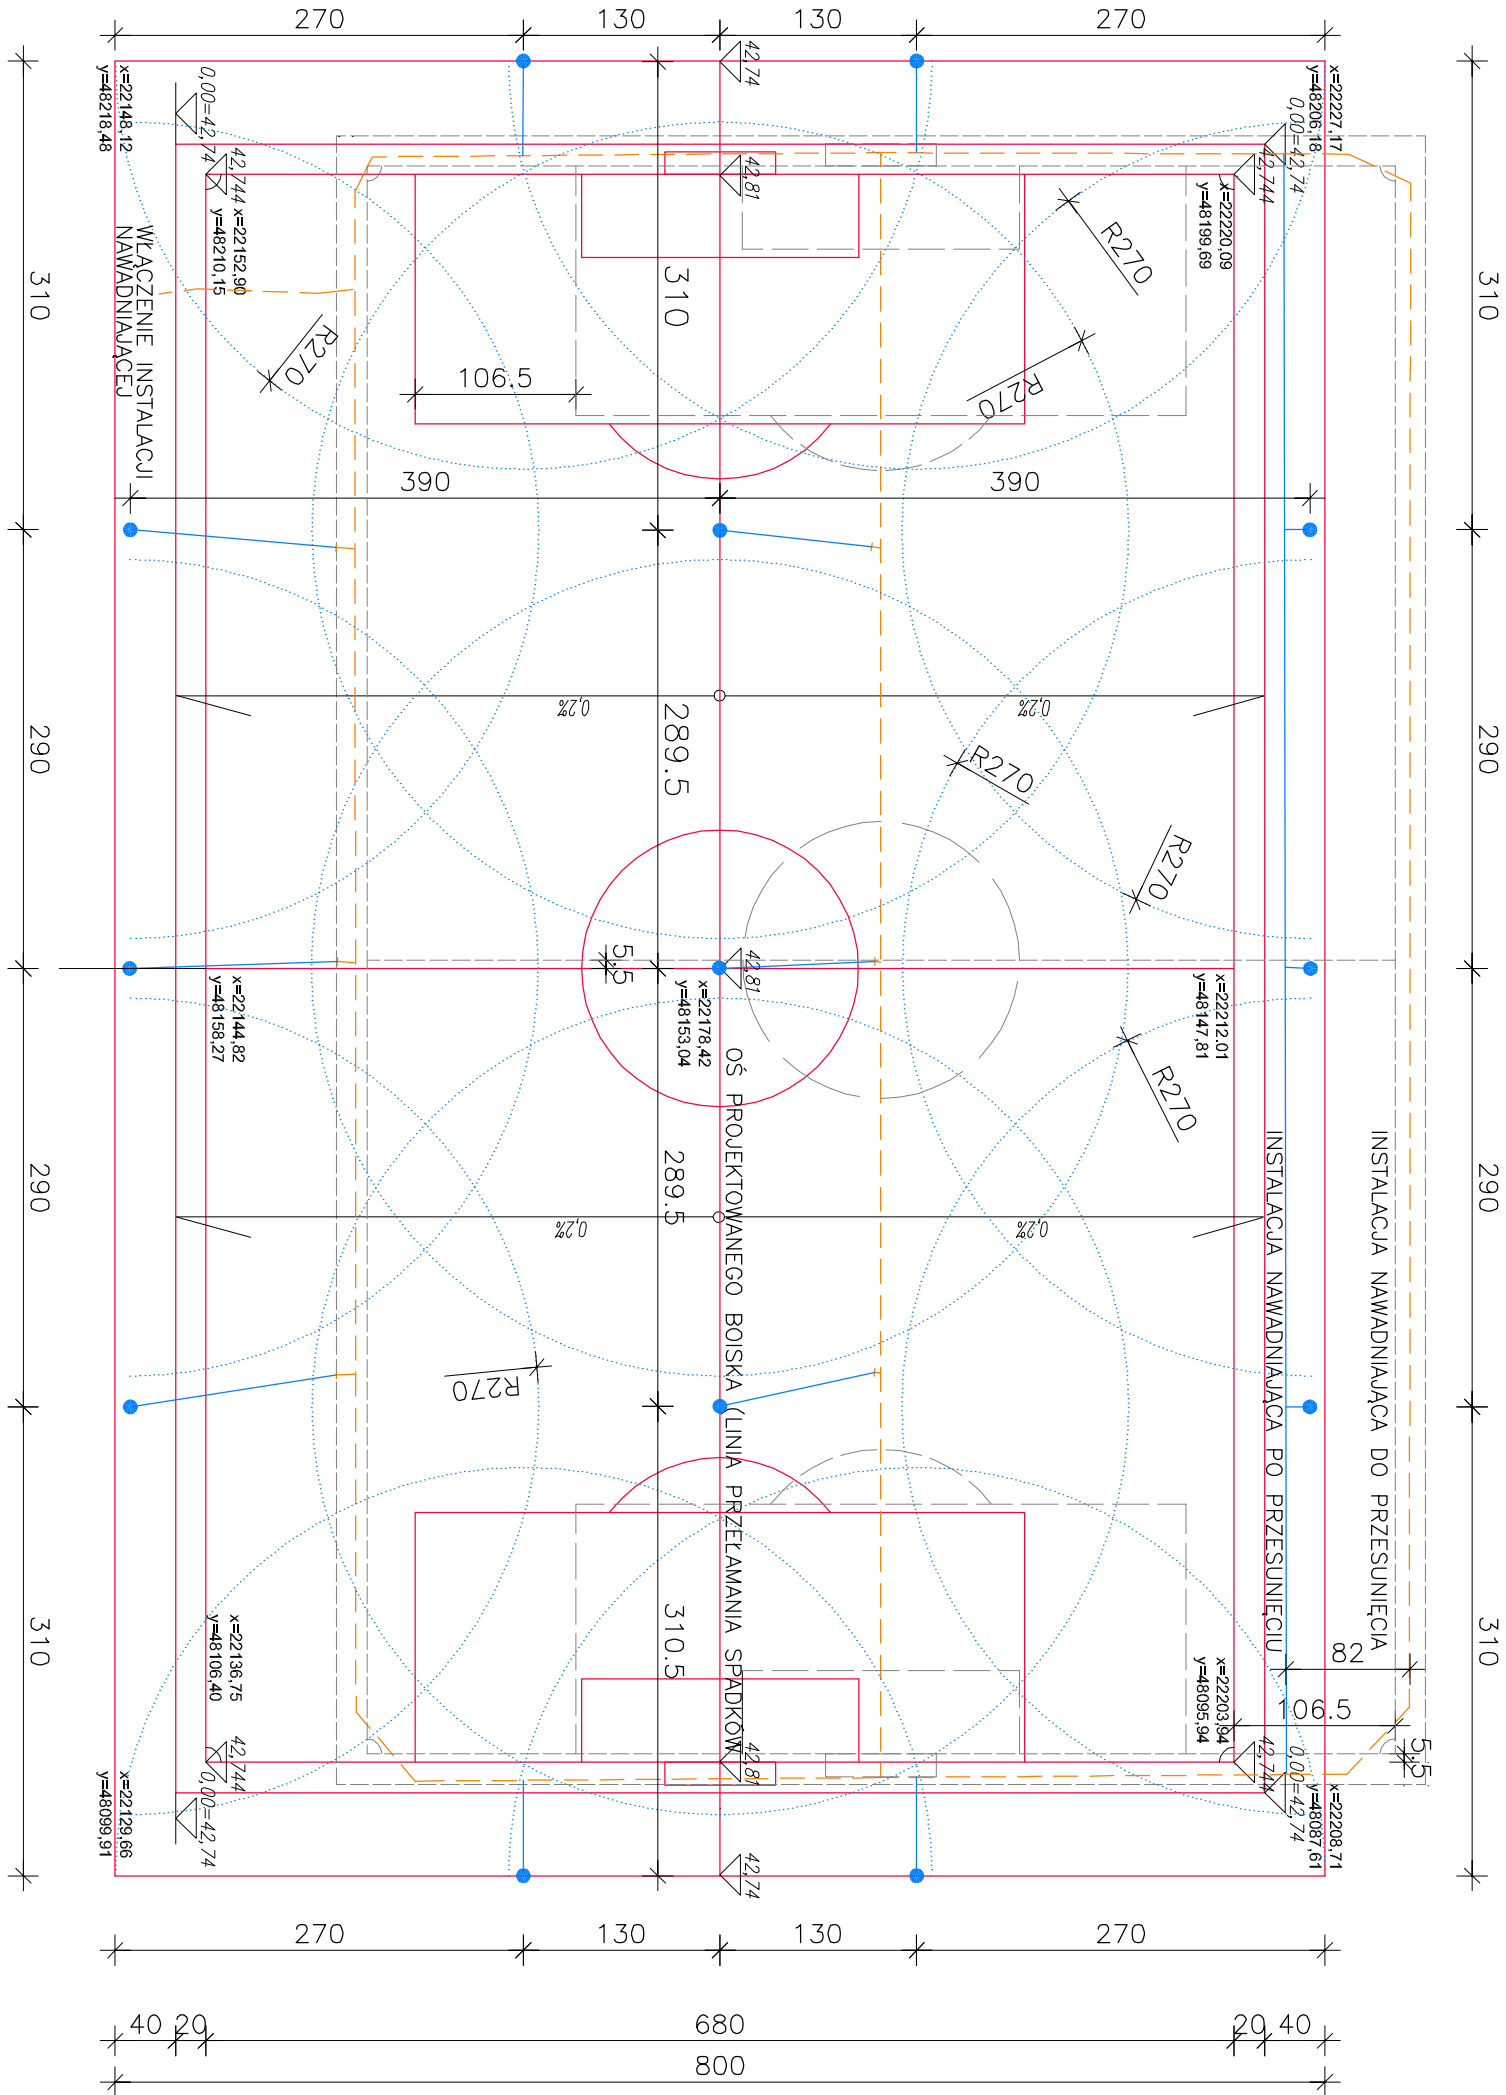 270
130
130
270
x=22148,12
y=48218,48
0,00=42,74
42,744
x=22152,90
y=48210,15
42,74
42,81
x=22227,17
y=48206,18
0,00=42,74
42,744
x=22220,09
y=48199,69
310
310
310
WŁĄCZENIE INSTALACJI
NAWADNIAJĄCEJ
R270
R270
R270
106.5
390
390
0,2%
0,2%
290
289.5
290
R270
R270
5,5
42,81
x=22144,82
y=48158,27
x=22178,42
y=48153,04
x=22212.01
y=48147,81
R270
OŚ PROJEKTOWANEGO BOISKA (LINIA PRZEŁAMANIA SPADKÓW
INSTALACJA NAWADNIAJĄCA PO PRZESUNIĘCIU
INSTALACJA NAWADNIAJĄCA DO PRZESUNIĘCIA
290
289.5
290
0,2%
0,2%
R270
310
310.5
310
82
106.5
5,5
x=22136,75
y=48106,40
42,744
0,00=42,74
x=22129,66
y=48099,91
42,81
42,74
x=22203,94
y=48095,94
42,744
0,00=42,74
x=22208,71
y=48087,61
270
130
130
270
40
20
680
20
40
800